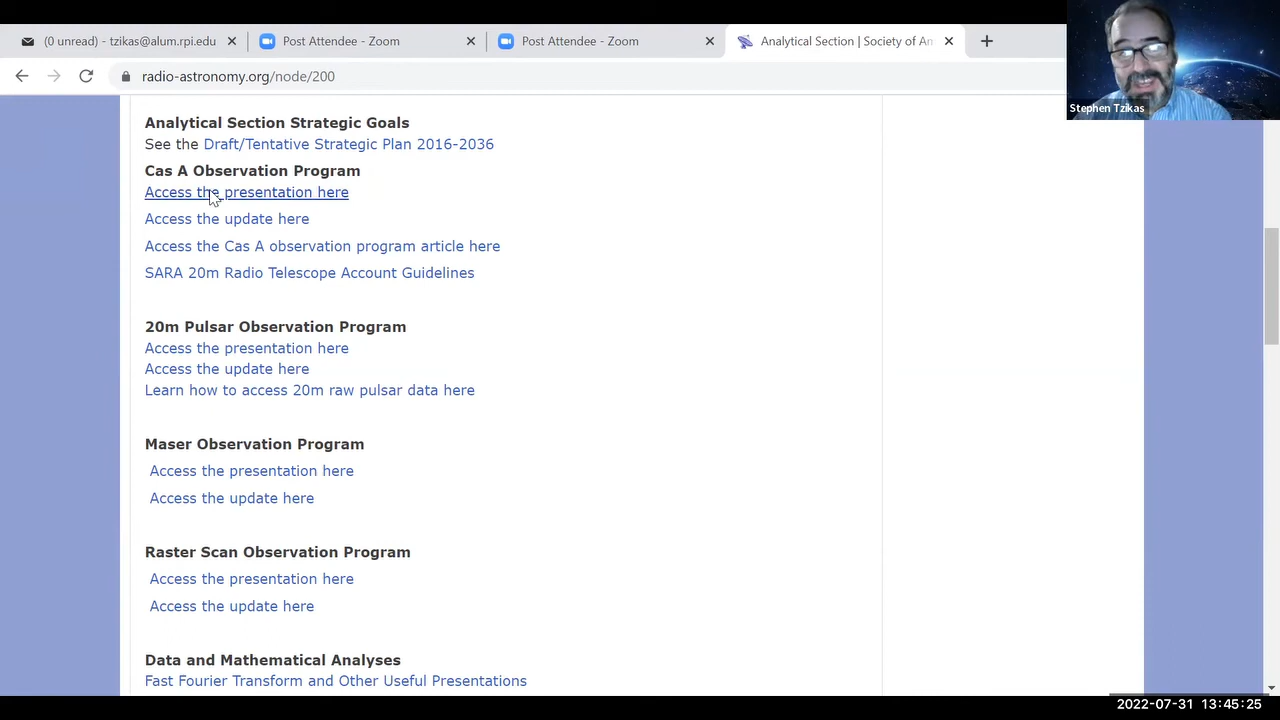 (0 unread) - tzikas@alum.rpi.edu
Post Attendee - Zoom
Post Attendee - Zoom
Analytical Section | Society of Am
radio-astronomy.org/node/200
Stephen Tzikas
Analytical Section Strategic Goals
See the Draft/Tentative Strategic Plan 2016-2036
Cas A Observation Program
Access the presentation here
Access the update here
Access the Cas A observation program article here
SARA 20m Radio Telescope Account Guidelines
20m Pulsar Observation Program
Access the presentation here
Access the update here
Learn how to access 20m raw pulsar data here
Maser Observation Program
Access the presentation here
Access the update here
Raster Scan Observation Program
Access the presentation here
Access the update here
Data and Mathematical Analyses
Fast Fourier Transform and Other Useful Presentations
2022-07-31 13:45:25